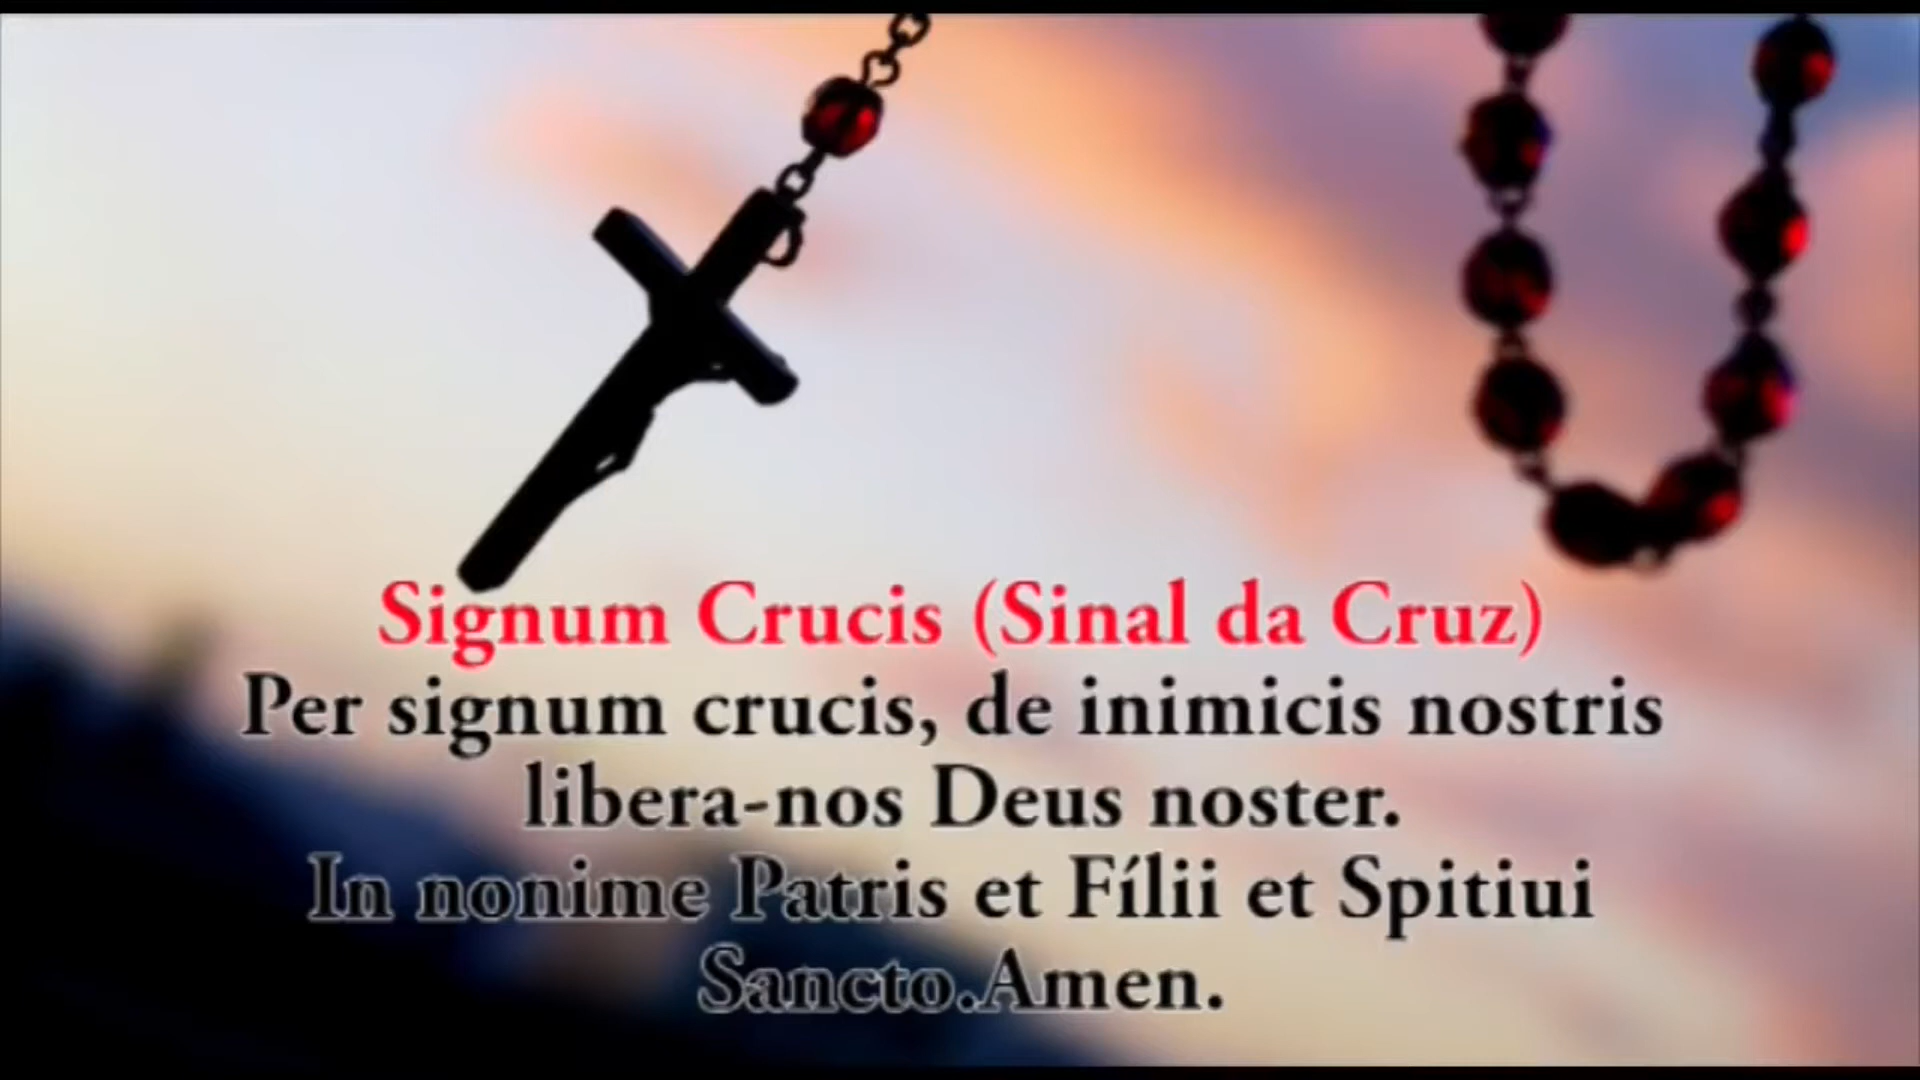 Signum Crucis (Sinal da Cruz)
Per signum crucis, de inimicis nostris
libera-nos Deus noster.
In nonime Patris et Fílii et Spitiui
Sancto.Amen.